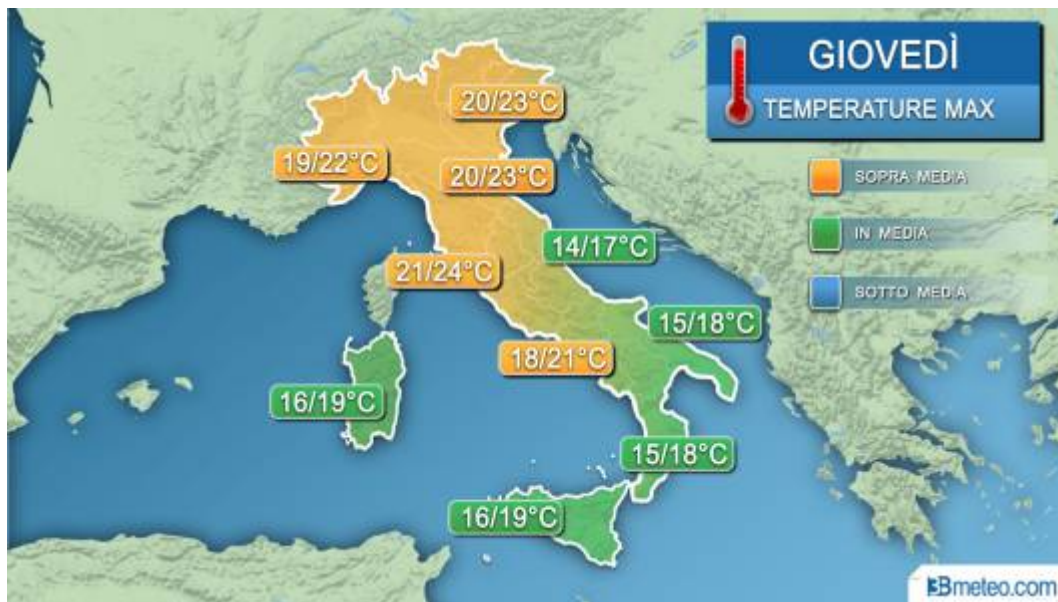 GIOVEDÌ
TEMPERATURE MAX
20/23°C
SOPRA MEDIA
19/22°C
20/23°C
IN MEDIA
14/17°C
21/24°C
SOTTO MEDIA
15/18°C
18/21°C
16/19°C
15/18°C
16/19°C
3Bmeteo.com